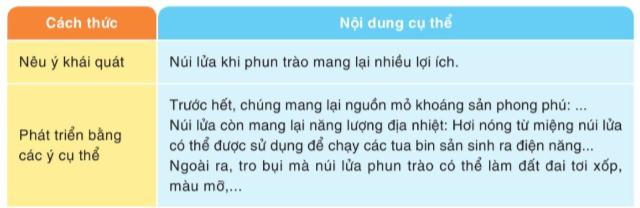 Cách thức
Nội dung cụ thể
Nêu ý khái quát
Núi lửa khi phun trào mang lại nhiều lợi ích.
Phát triển bằng
các ý cụ thể
Trước hết, chúng mang lại nguồn mỏ khoáng sản phong phú: ...
Núi lửa còn mang lại năng lượng địa nhiệt: Hơi nóng từ miệng núi lửa
có thể được sử dụng để chạy các tua bin sản sinh ra điện năng...
Ngoài ra, tro bụi mà núi lửa phun trào có thể làm đất đai tơi xốp,
màu mỡ,...